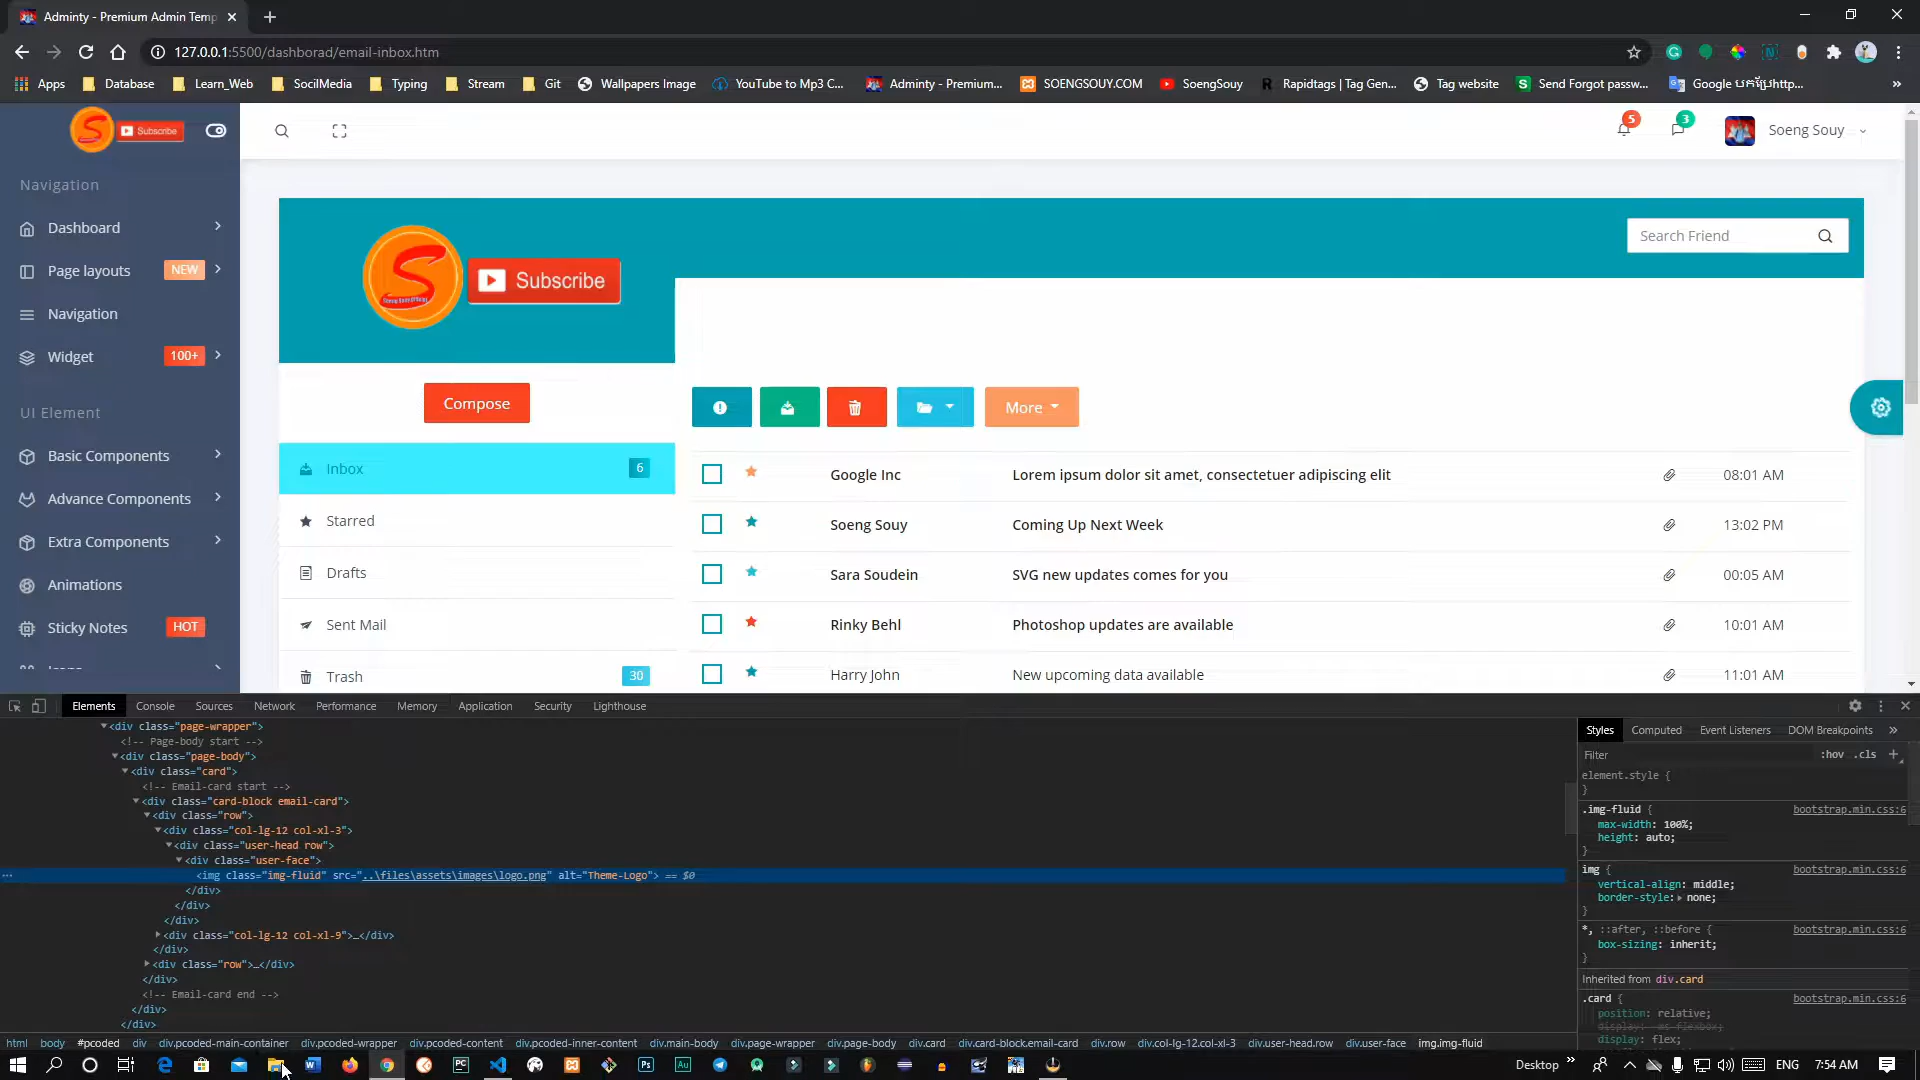 Adminty - Premium Admin Temp
127.0.0.1:5500/dashborad/email-inbox.htm
Apps Database Learn_Web SocilMedia Typing Stream Git Wallpapers Image YouTube to Mp3 C... Adminty - Premium... SOENGSOUY.COM SoengSouy Rapidtags | Tag Gen... Tag website Send Forgot passw... »
Subscribe
5 3 Soeng Souy
Navigation
Dashboard
Page layouts NEW
Navigation
Widget 100+
UI Element
Basic Components
Advance Components
Extra Components
Animations
Sticky Notes HOT
Subscribe
Search Friend
Compose
More
Inbox 6
Starred
Drafts
Sent Mail
Trash 30
Google Inc Lorem ipsum dolor sit amet, consectetuer adipiscing elit 08:01 AM
Soeng Souy Coming Up Next Week 13:02 PM
Sara Soudein SVG new updates comes for you 00:05 AM
Rinky Behl Photoshop updates are available 10:01 AM
Harry John New upcoming data available 11:01 AM
Elements Console Sources Network Performance Memory Application Security Lighthouse
<div class="page-wrapper">
<!-- Page-body start -->
<div class="page-body">
<div class="card">
<!-- Email-card start -->
<div class="card-block email-card">
<div class="row">
<div class="col-lg-12 col-xl-3">
<div class="user-head row">
<div class="user-face">
<img class="img-fluid" src="..\files\assets\images\logo.png" alt="Theme-Logo"> == $0
</div>
</div>
</div>
<div class="col-lg-12 col-xl-9">…</div>
</div>
<div class="row">…</div>
</div>
<!-- Email-card end -->
</div>
</div>
Styles Computed Event Listeners DOM Breakpoints »
Filter :hov .cls +
element.style {
}
.img-fluid { bootstrap.min.css:6
max-width: 100%;
height: auto;
}
img { bootstrap.min.css:6
vertical-align: middle;
border-style: none;
}
*, ::after, ::before { bootstrap.min.css:6
box-sizing: inherit;
}
Inherited from div.card
.card { bootstrap.min.css:6
position: relative;
display: -ms-flexbox;
display: flex;
html body #pcoded div div.pcoded-main-container div.pcoded-wrapper div.pcoded-content div.pcoded-inner-content div.main-body div.page-wrapper div.page-body div.card div.card-block.email-card div.row div.col-lg-12.col-xl-3 div.user-head.row div.user-face img.img-fluid
Desktop » ENG 7:54 AM